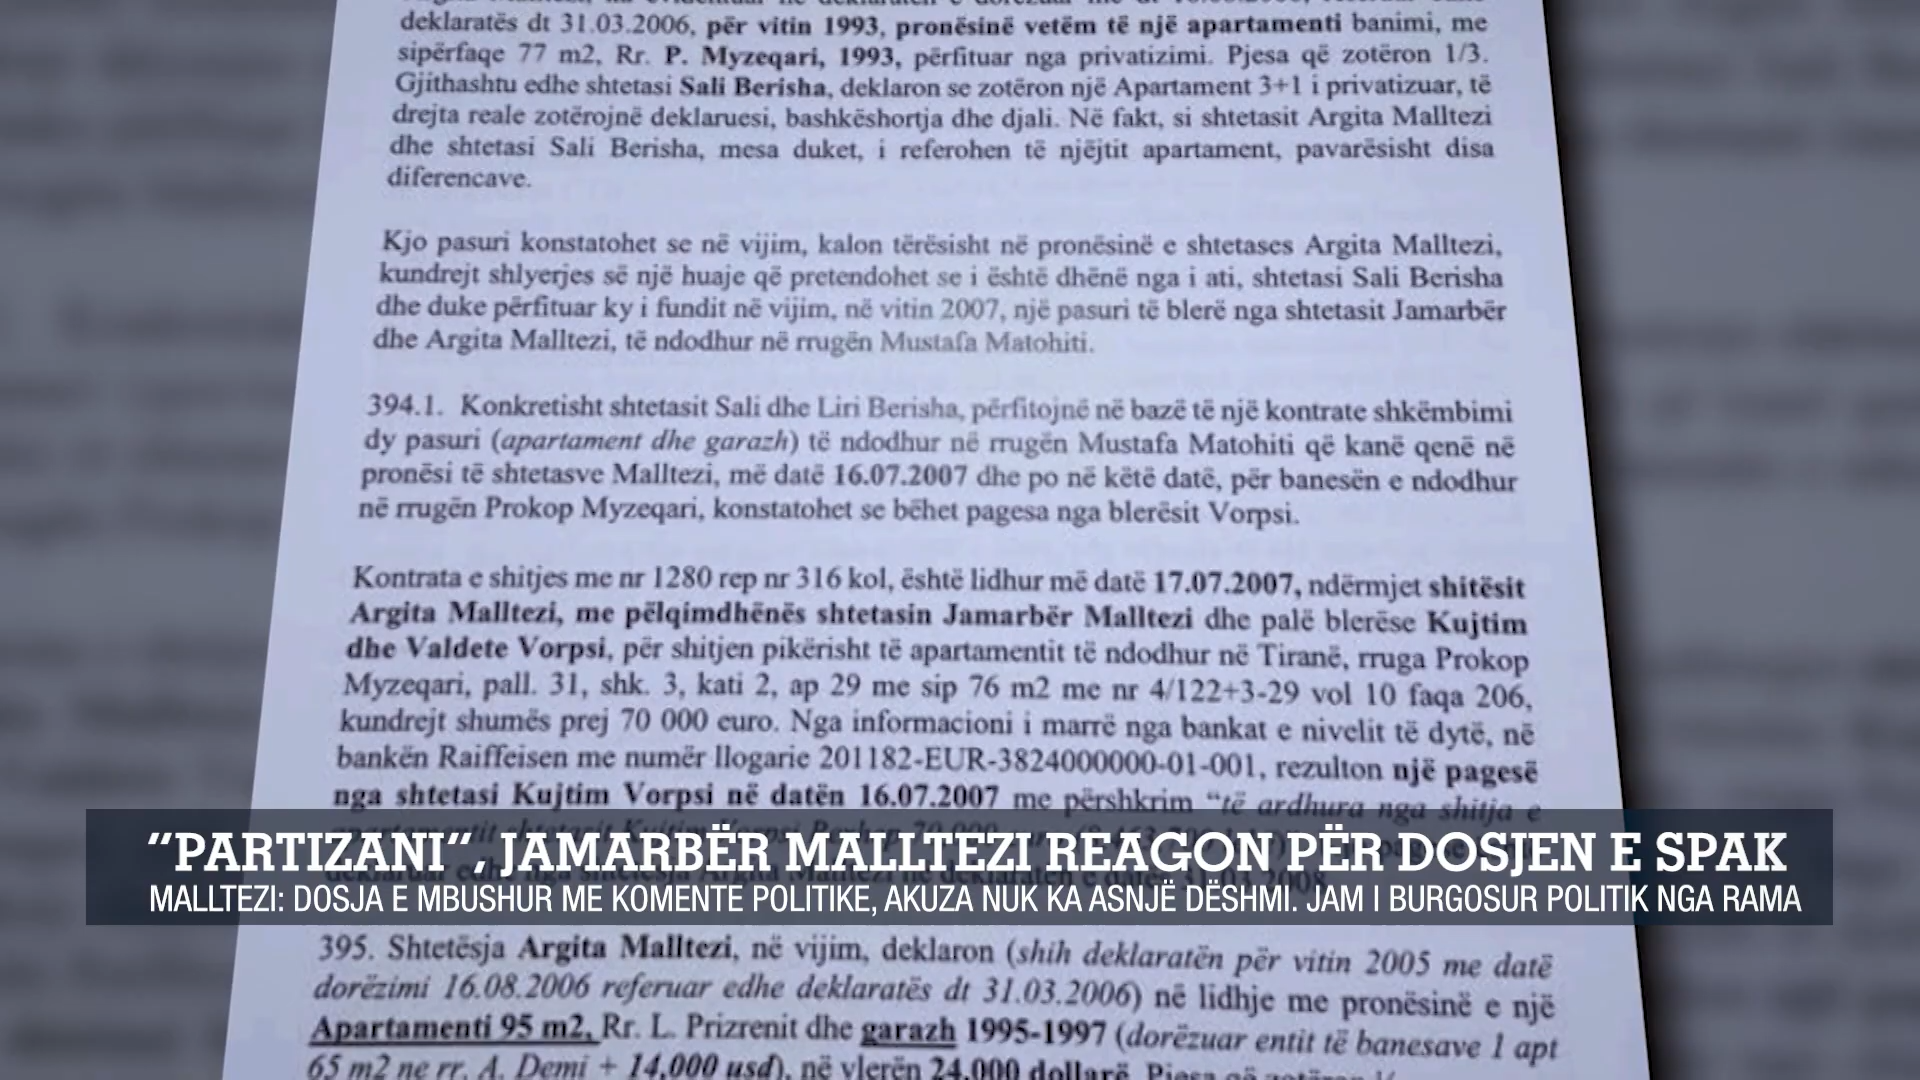 deklaratës dt 31.03.2006, për vitin 1993, pronësinë vetëm të një apartamenti banimi, me
sipërfaqe 77 m2, Rr. P. Myzeqari, 1993, përfituar nga privatizimi. Pjesa që zotëron 1/3.
Gjithashtu edhe shtetasi Sali Berisha, deklaron se zotëron një Apartament 3+1 i privatizuar, të
drejta reale zotërojnë deklaruesi, bashkëshortja dhe djali. Në fakt, si shtetasit Argita Malltezi
dhe shtetasi Sali Berisha, mesa duket, i referohen të njëjtit apartament, pavarësisht disa
diferencave.
Kjo pasuri konstatohet se në vijim, kalon tërësisht në pronësinë e shtetases Argita Malltezi,
kundrejt shlyerjes së një huaje që pretendohet se i është dhënë nga i ati, shtetasi Sali Berisha
dhe duke përfituar ky i fundit në vijim, në vitin 2007, një pasuri të blerë nga shtetasit Jamarbër
dhe Argita Malltezi, të ndodhur në rrugën Mustafa Matohiti.
394.1. Konkretisht shtetasit Sali dhe Liri Berisha, përfitojnë në bazë të një kontrate shkëmbimi
dy pasuri (apartament dhe garazh) të ndodhur në rrugën Mustafa Matohiti që kanë qenë në
pronësi të shtetasve Malltezi, më datë 16.07.2007 dhe po në këtë datë, për banesën e ndodhur
në rrugën Prokop Myzeqari, konstatohet se bëhet pagesa nga blerësit Vorpsi.
Kontrata e shitjes me nr 1280 rep nr 316 kol, është lidhur më datë 17.07.2007, ndërmjet shitësit
Argita Malltezi, me pëlqimdhënës shtetasin Jamarbër Malltezi dhe palë blerëse Kujtim
dhe Valdete Vorpsi, për shitjen pikërisht të apartamentit të ndodhur në Tiranë, rruga Prokop
Myzeqari, pall. 31, shk. 3, kati 2, ap 29 me sip 76 m2 me nr 4/122+3-29 vol 10 faqa 206,
kundrejt shumës prej 70 000 euro. Nga informacioni i marrë nga bankat e nivelit të dytë, në
bankën Raiffeisen me numër llogarie 201182-EUR-3824000000-01-001, rezulton një pagesë
nga shtetasi Kujtim Vorpsi në datën 16.07.2007 me përshkrim “të ardhura nga shitja e
“PARTIZANI”, JAMARBËR MALLTEZI REAGON PËR DOSJEN E SPAK
MALLTEZI: DOSJA E MBUSHUR ME KOMENTE POLITIKE, AKUZA NUK KA ASNJË DËSHMI. JAM I BURGOSUR POLITIK NGA RAMA
395. Shtetësja Argita Malltezi, në vijim, deklaron (shih deklaratën për vitin 2005 me datë
dorëzimi 16.08.2006 referuar edhe deklaratës dt 31.03.2006) në lidhje me pronësinë e një
Apartamenti 95 m2, Rr. L. Prizrenit dhe garazh 1995-1997 (dorëzuar entit të banesave 1 apt
65 m2 ne rr. A. Demi + 14,000 usd), në vlerën 24,000 dollarë. Pjesa që zotëron